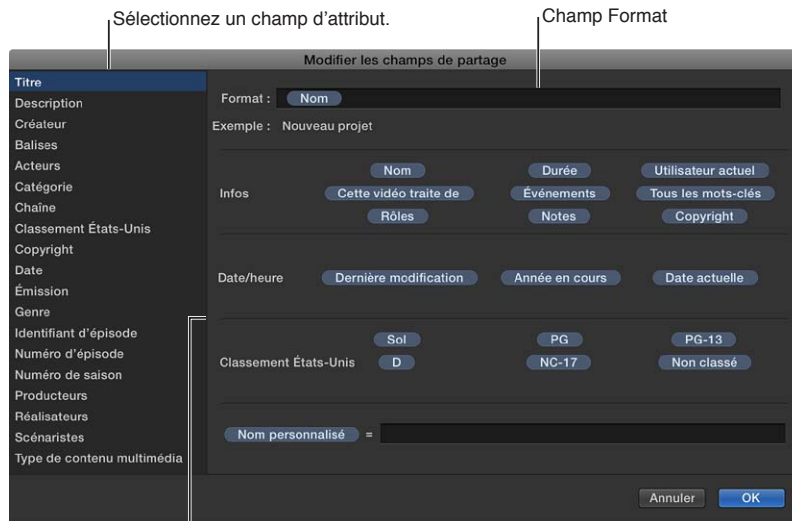 Sélectionnez un champ d'attribut.
Champ Format
Modifier les champs de partage
Titre
Description
Créateur
Balises
Acteurs
Catégorie
Chaîne
Classement États-Unis
Copyright
Date
Émission
Genre
Identifiant d'épisode
Numéro d'épisode
Numéro de saison
Producteurs
Réalisateurs
Scénaristes
Type de contenu multimédia
Format : Nom
Exemple : Nouveau projet
Nom Durée Utilisateur actuel
Infos Cette vidéo traite de Événements Tous les mots-clés
Rôles Notes Copyright
Date/heure Dernière modification Année en cours Date actuelle
Sol PG PG-13
Classement États-Unis D NC-17 Non classé
Nom personnalisé =
Annuler OK